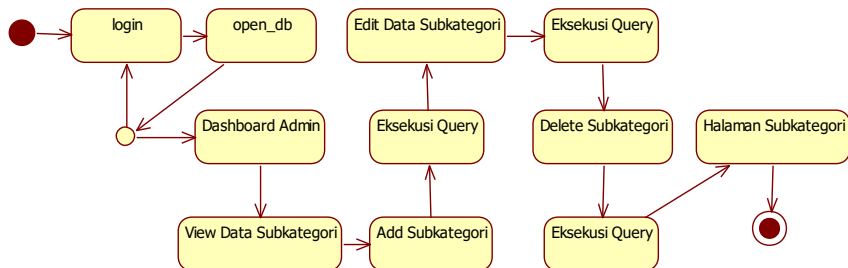 login
open_db
Edit Data Subkategori
Eksekusi Query
Dashboard Admin
Eksekusi Query
Delete Subkategori
Halaman Subkategori
View Data Subkategori
Add Subkategori
Eksekusi Query